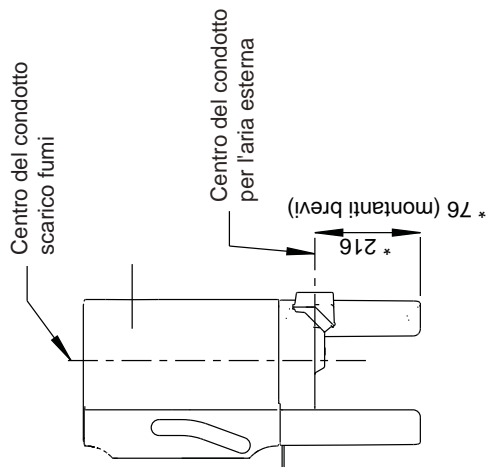 Centro del condotto
scarico fumi
Centro del condotto
per l'aria esterna
* 216
* 76 (montanti brevi)